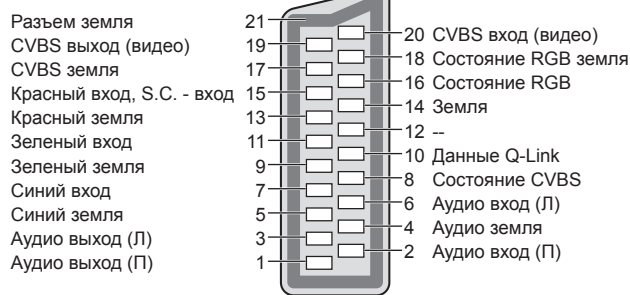 Разъем земля 21
CVBS выход (видео) 19
CVBS земля 17
Красный вход, S.C. - вход 15
Красный земля 13
Зеленый вход 11
Зеленый земля 9
Синий вход 7
Синий земля 5
Аудио выход (Л) 3
Аудио выход (П) 1
20 CVBS вход (видео)
18 Состояние RGB земля
16 Состояние RGB
14 Земля
12 --
10 Данные Q-Link
8 Состояние CVBS
6 Аудио вход (Л)
4 Аудио земля
2 Аудио вход (П)